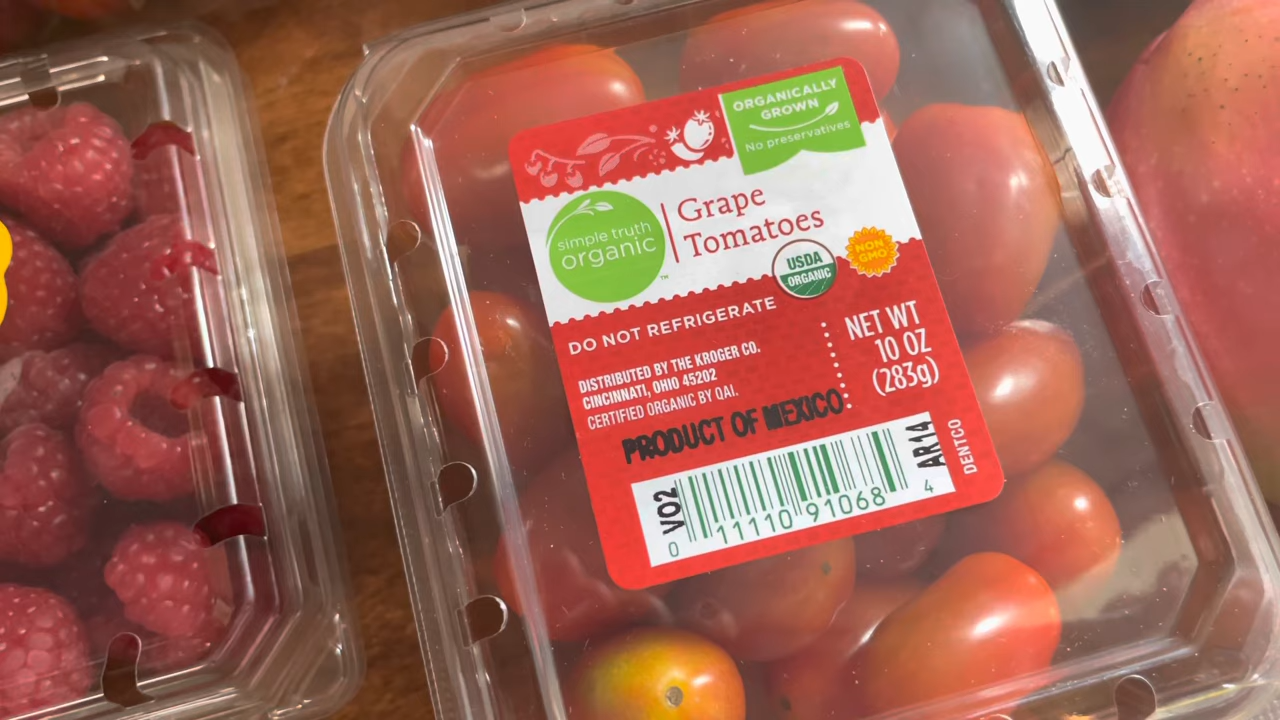 ORGANICALLY
GROWN
No preservatives
simple truth
organic™
Grape
Tomatoes
USDA
ORGANIC
NON
GMO
DO NOT REFRIGERATE
DISTRIBUTED BY THE KROGER CO.
CINCINNATI, OHIO 45202
CERTIFIED ORGANIC BY QAI.
NET WT
10 OZ
(283g)
PRODUCT OF MEXICO
VO2
AR14
DENTCO
0 11110 91068 4